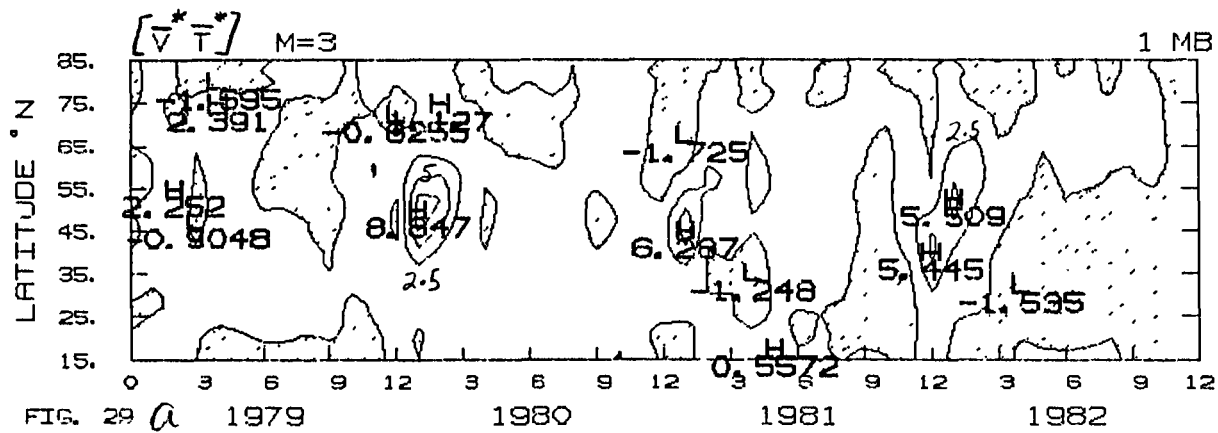 [V̄* T̄*] M=3 1 MB
85.
75.
65.
55.
45.
35.
25.
15.
LATITUDE °N
L
-1.695
H
2.391
H
2.252
-0.9048
H
L
-0.8255
8.847
5
2.5
L
-1.725
6.287
L
-1.248
H
0.5572
2.5
5.309
H
5.445
L
-1.535
0 3 6 9 12 3 6 9 12 3 6 9 12 3 6 9 12
FIG. 29 a 1979 1980 1981 1982